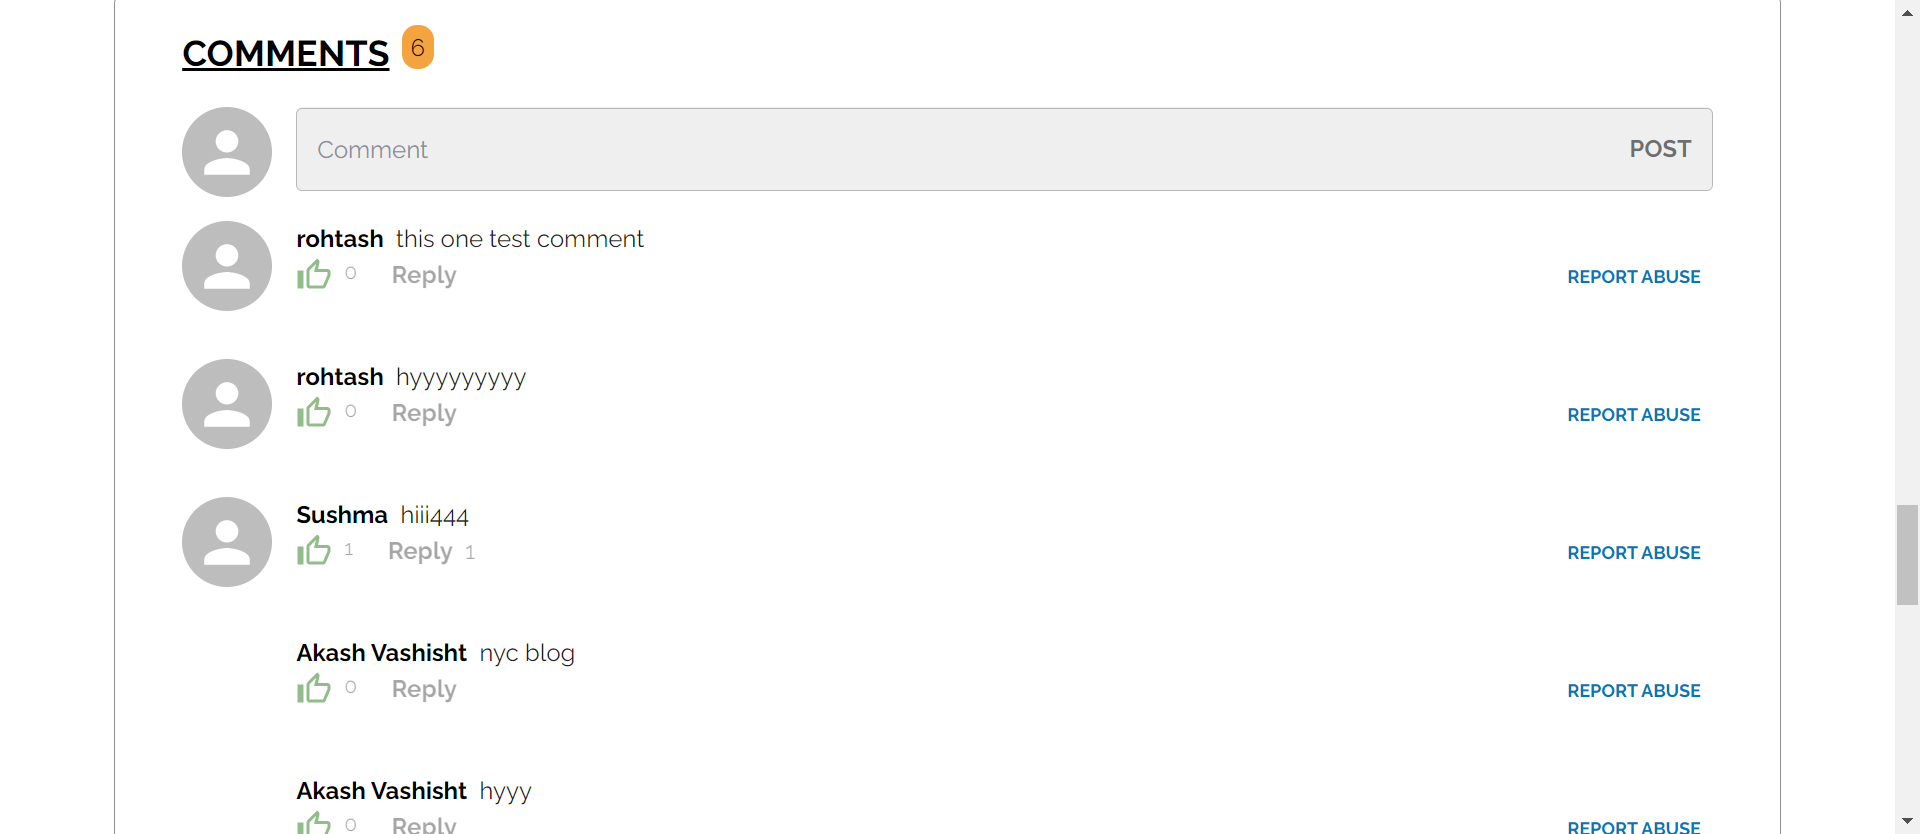 COMMENTS 6
Comment POST
rohtash this one test comment
0 Reply REPORT ABUSE
rohtash hyyyyyyyyy
0 Reply REPORT ABUSE
Sushma hiii444
1 Reply 1 REPORT ABUSE
Akash Vashisht nyc blog
0 Reply REPORT ABUSE
Akash Vashisht hyyy
0 Reply REPORT ABUSE